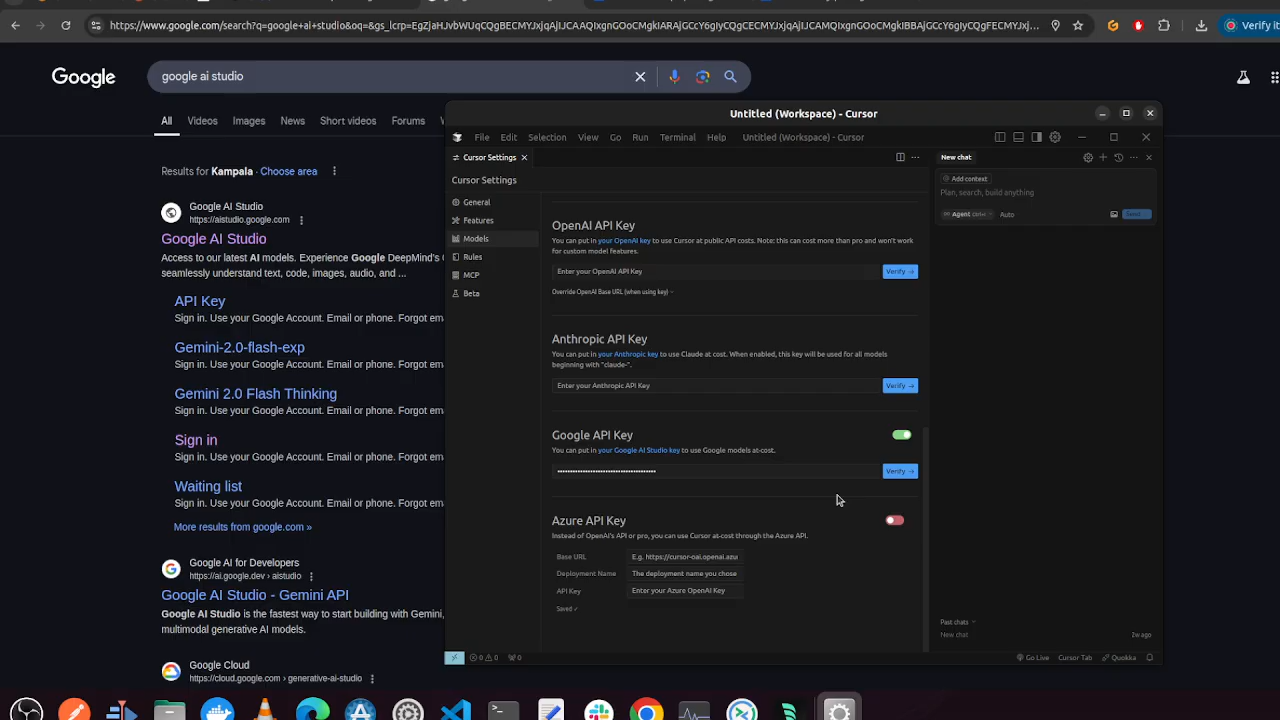 google.com/search?q=google+ai+studio&oq=&gs_lcrp=
Verify it
Google
google ai studio
All Videos Images News Short videos Forums
Results for Kampala · Choose area
Google AI Studio
https://aistudio.google.com
Google AI Studio
Access to our latest AI models. Experience Google DeepMind's
seamlessly understand text, code, images, audio, and ...
API Key
Sign in. Use your Google Account. Email or phone. Forgot
Gemini-2.0-flash-exp
Sign in. Use your Google Account. Email or phone. Forgot
Gemini 2.0 Flash Thinking
Sign in. Use your Google Account. Email or phone. Forgot
Sign in
Sign in. Use your Google Account. Email or phone. Forgot
Waiting list
Sign in. Use your Google Account. Email or phone. Forgot
More results from google.com »
Google AI for Developers
https://ai.google.dev › aistudio
Google AI Studio - Gemini API
Google AI Studio is the fastest way to start building with Gemini,
multimodal generative AI models.
Google Cloud
https://cloud.google.com › generative-ai-studio
Untitled (Workspace) - Cursor
File Edit Selection View Go Run Terminal Help Untitled (Workspace) - Cursor
Cursor Settings
Cursor Settings
General
Features
Models
Rules
MCP
Beta
OpenAI API Key
You can put in your OpenAI key to use Cursor at public API costs. Note: this can cost more than pro and won't work
for custom model features.
Enter your OpenAI API Key Verify →
Override OpenAI Base URL (when using key)
Anthropic API Key
You can put in your Anthropic key to use Claude at cost. When enabled, this key will be used for all models
beginning with "claude-".
Enter your Anthropic API Key Verify →
Google API Key
You can put in your Google AI Studio key to use Google models at-cost.
Verify →
Azure API Key
Instead of OpenAI's API or pro, you can use Cursor at-cost through the Azure API.
Base URL E.g. https://cursor-oai.openai.azu
Deployment Name The deployment name you chose
API Key Enter your Azure OpenAI Key
Saved ✓
New chat
Add context
Plan, search, build anything
Agent Auto Send
Past chats
New chat 2w ago
0 0 0
Go Live Cursor Tab Quokka